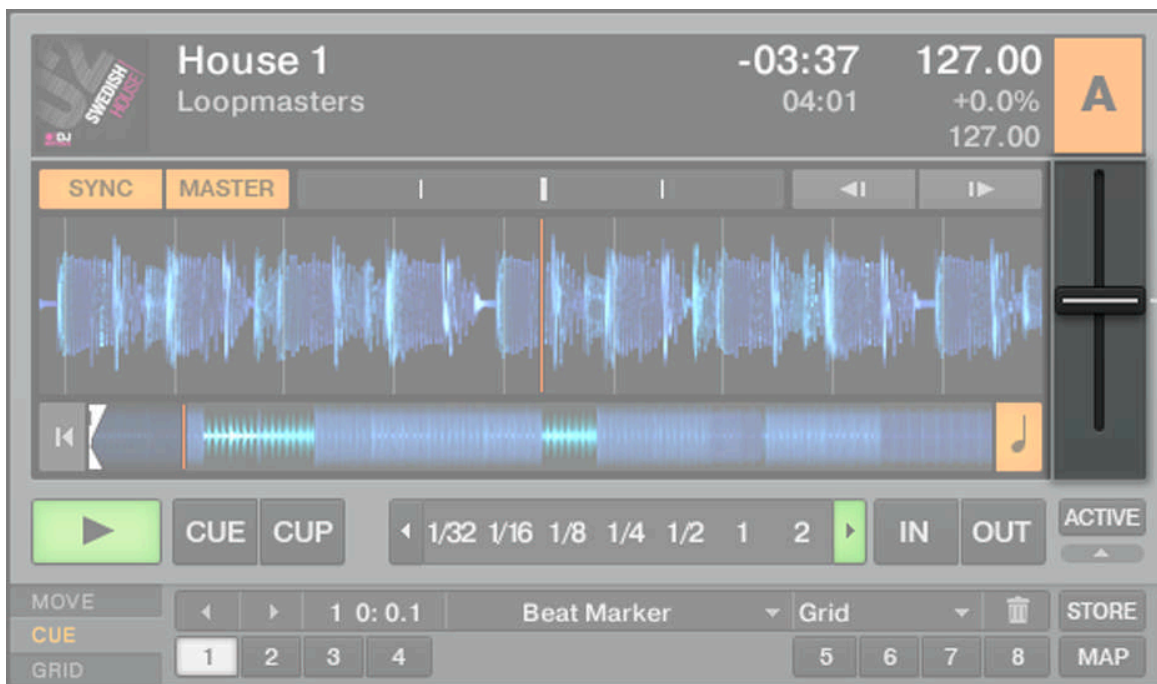 SWEDISH
HOUSE
DJ
House 1
Loopmasters
-03:37
04:01
127.00
+0.0%
127.00
A
SYNC
MASTER
CUE
CUP
1/32 1/16 1/8 1/4 1/2 1 2
IN
OUT
ACTIVE
MOVE
CUE
GRID
1 0: 0.1
Beat Marker
Grid
STORE
1 2 3 4
5 6 7 8
MAP